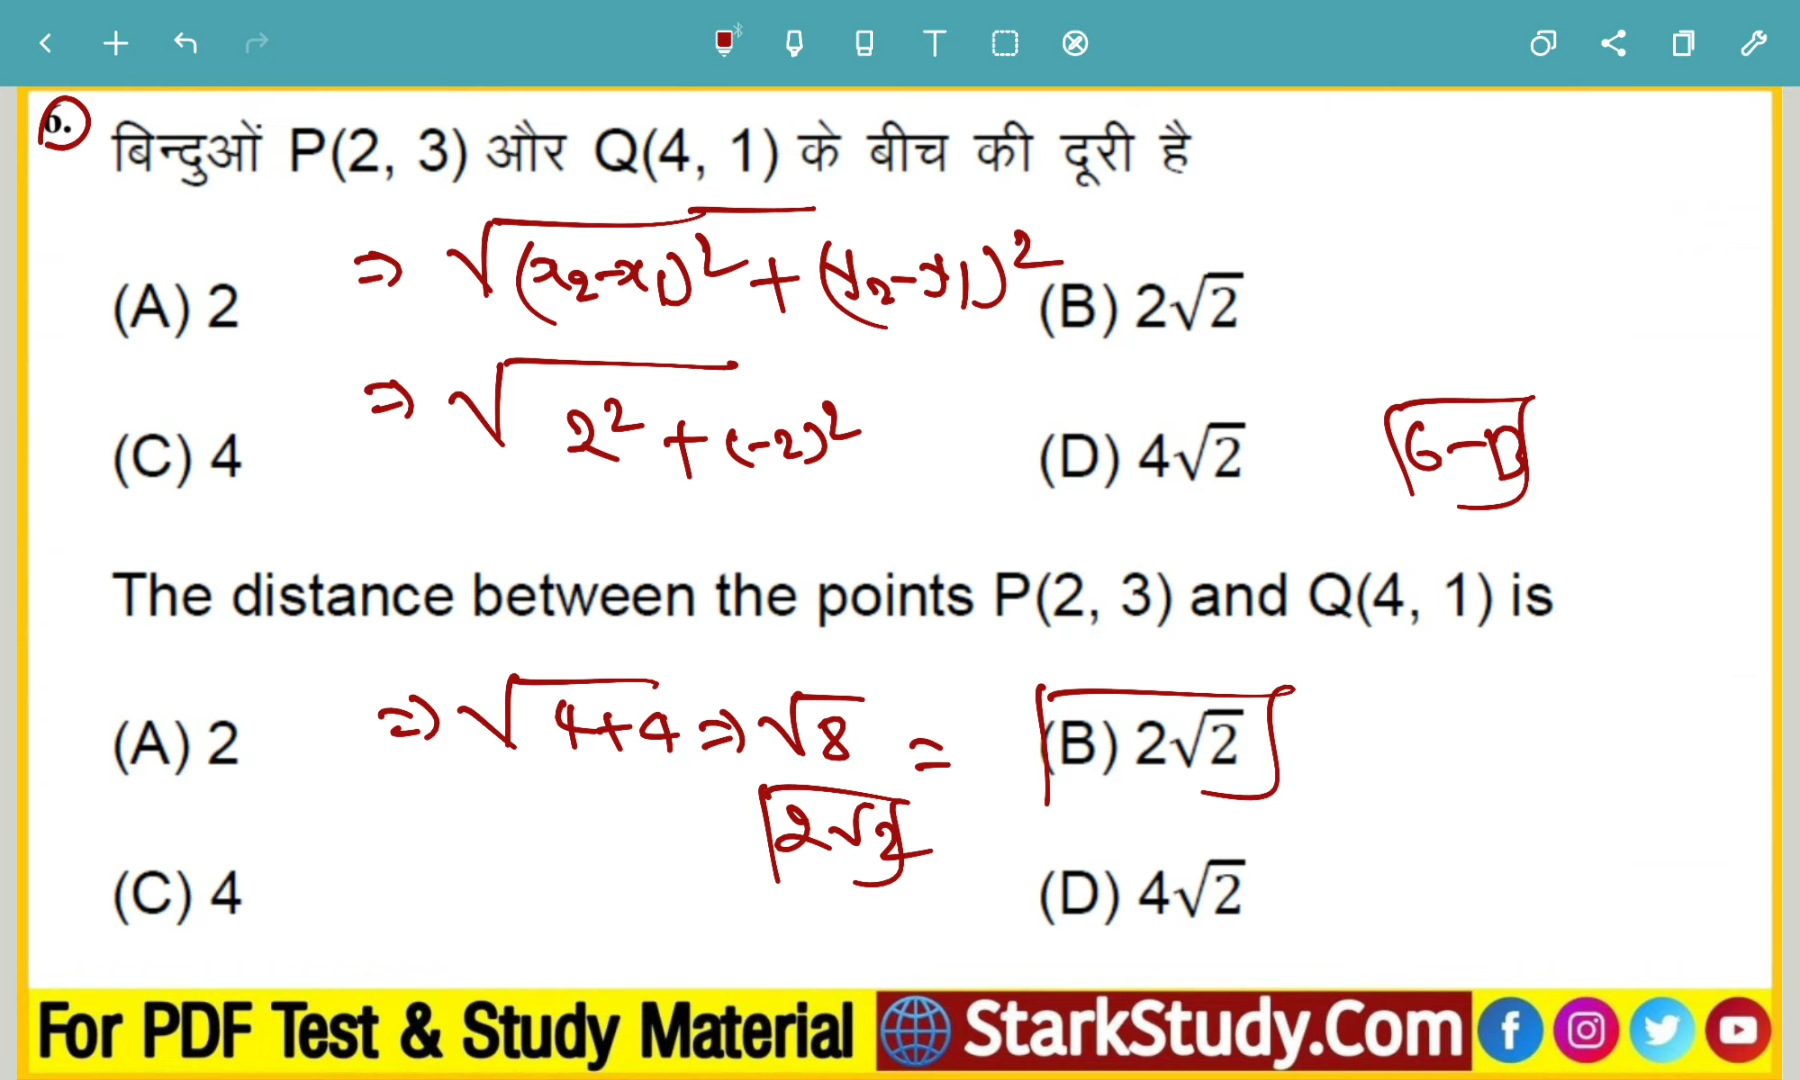 6.
बिन्दुओं P(2, 3) और Q(4, 1) के बीच की दूरी है
⇒ √(x₂-x₁)² + (y₂-y₁)²
(A) 2
(B) 2√2
⇒ √2² + (-2)²
(C) 4
(D) 4√2
6-D
The distance between the points P(2, 3) and Q(4, 1) is
(A) 2
⇒ √4+4 ⇒ √8 =
(B) 2√2
2√2
(C) 4
(D) 4√2
For PDF Test & Study Material StarkStudy.Com